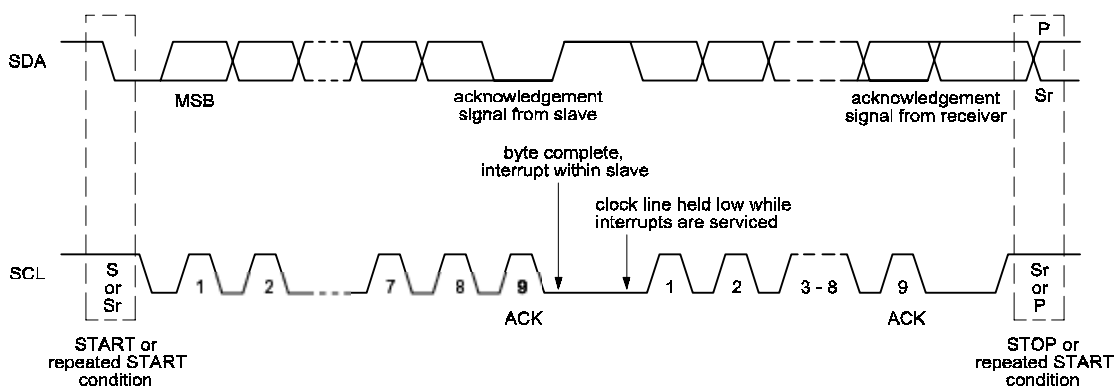 P
SDA
MSB
acknowledgement
signal from slave
acknowledgement
signal from receiver
Sr
byte complete,
interrupt within slave
clock line held low while
interrupts are serviced
SCL
S
or
Sr
1
2
7
8
9
1
2
3 - 8
9
Sr
or
P
ACK
ACK
START or
repeated START
condition
STOP or
repeated START
condition